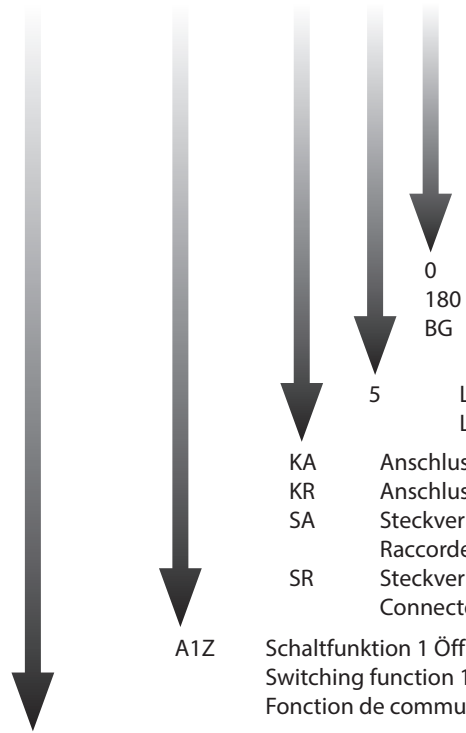 0
180
BG
5 L
L
KA Anschlus
KR Anschlus
SA Steckver
Raccorde
SR Steckver
Connecte
A1Z Schaltfunktion 1 Öff
Switching function 1
Fonction de commu